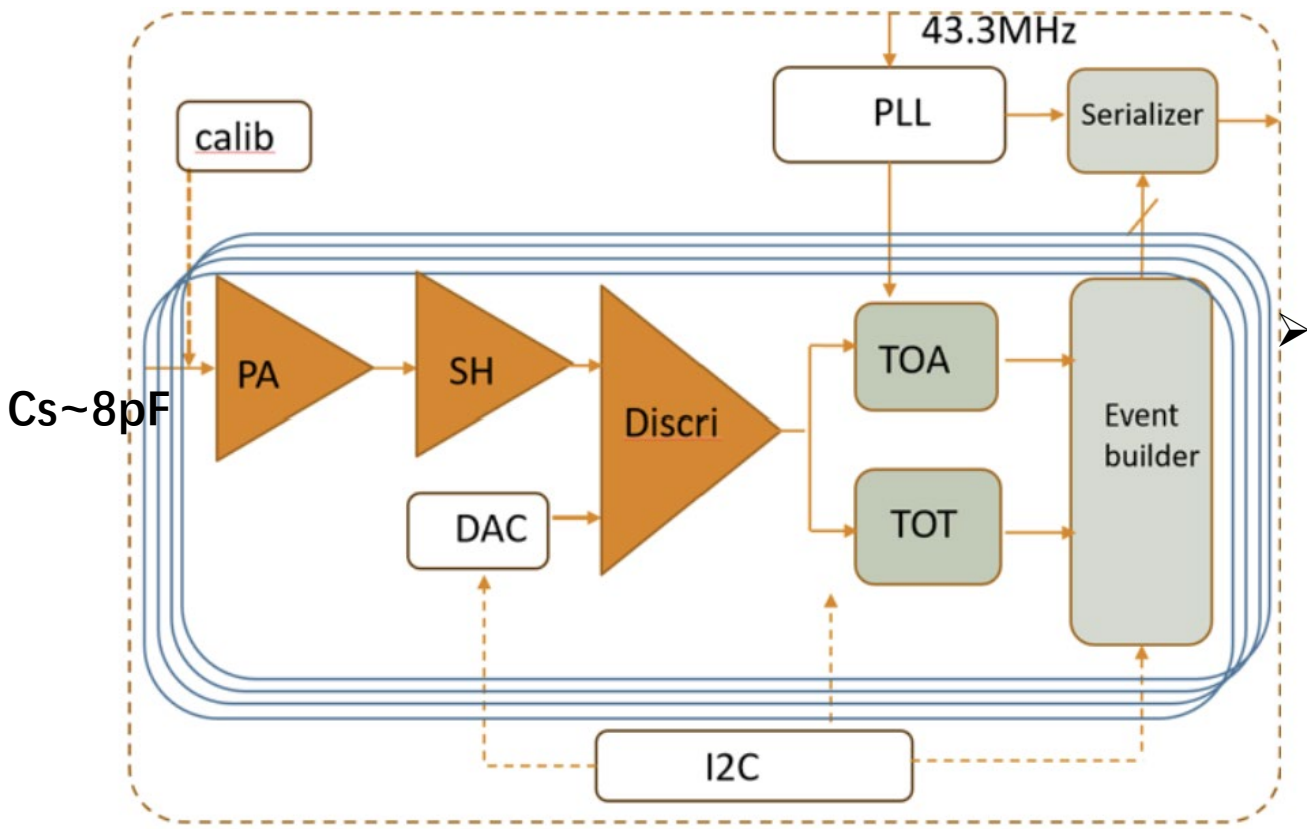 43.3MHz
PLL
Serializer
calib
PA
SH
Discri
TOA
Cs~8pF
Event
builder
DAC
TOT
I2C